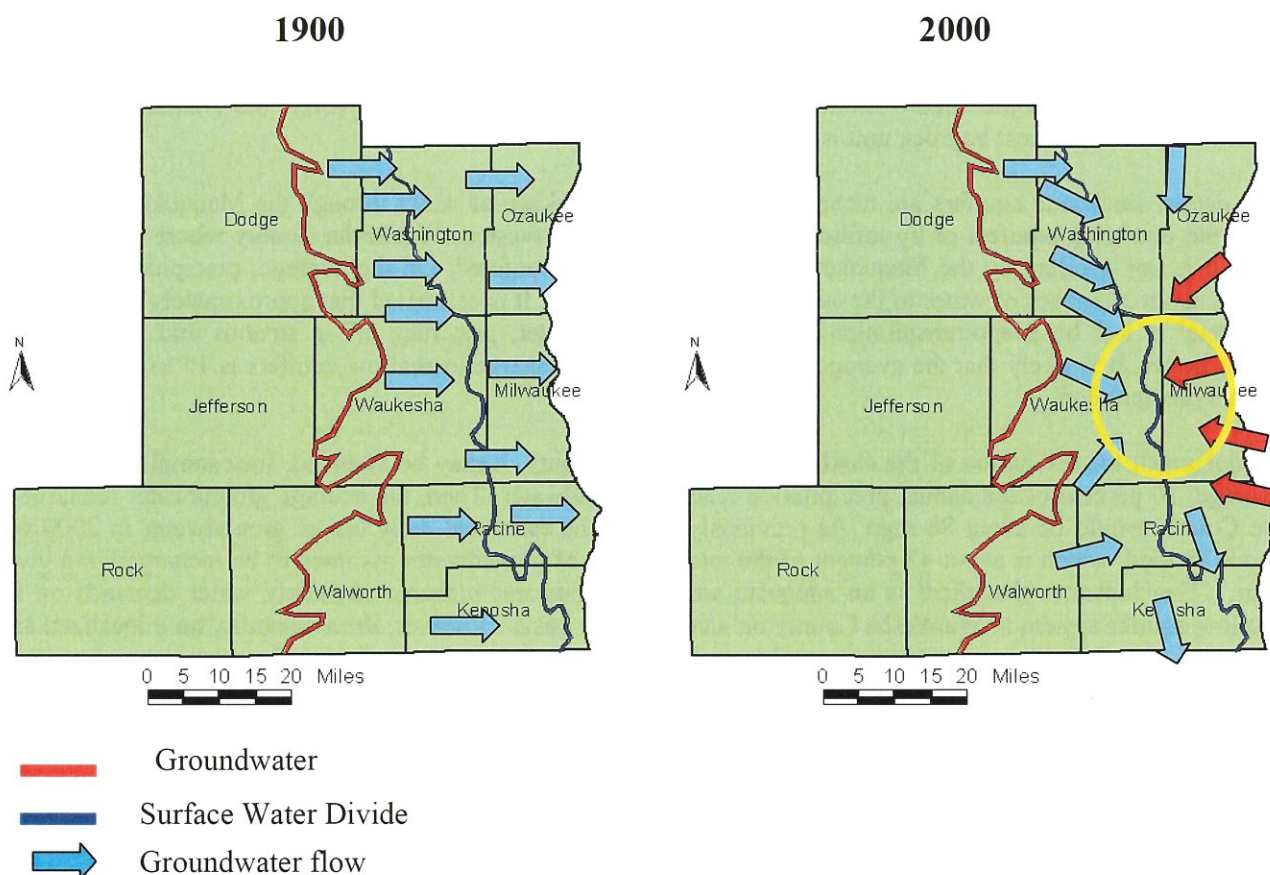 1900
Dodge
Washington
Ozaukee
N
Jefferson
Waukesha
Milwaukee
Rock
Walworth
Racine
Kenosha
0 5 10 15 20 Miles
2000
Dodge
Washington
Ozaukee
N
Jefferson
Waukesha
Milwaukee
Rock
Walworth
Racine
Kenosha
0 5 10 15 20 Miles
Groundwater
Surface Water Divide
Groundwater flow